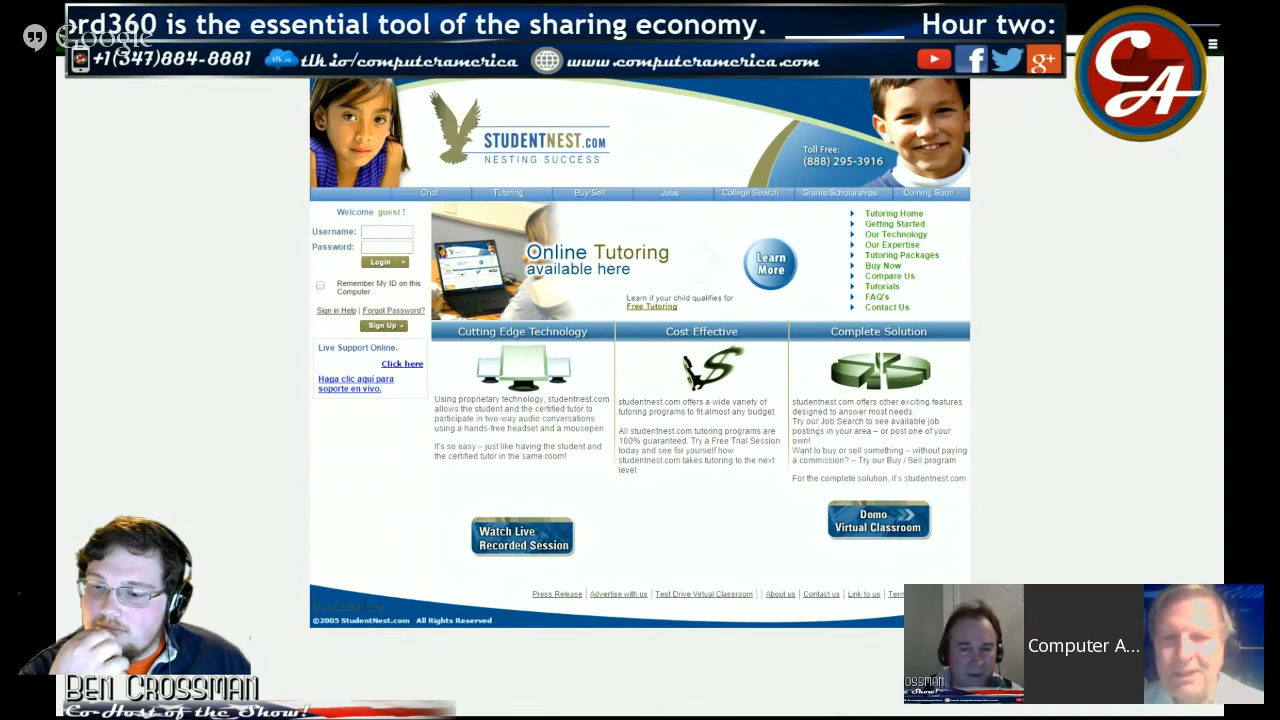 ord360 is the essential tool of the sharing economy. ________ Hour two:
Google
+1(347)884-8881 tlk.io tlk.io/computeramerica www.computeramerica.com
f g+
CA
STUDENTNEST.COM
NESTING SUCCESS
Toll Free:
(888) 295-3916
Chat Tutoring Buy/Sell Jobs College Search Grants/Scholarships Coming Soon
Welcome guest !
Username:
Password:
Login
Remember My ID on this
Computer
Sign in Help | Forgot Password?
Sign Up
Live Support Online.
Click here
Haga clic aquí para
soporte en vivo.
Online Tutoring
available here
Learn
More
Learn if your child qualifies for
Free Tutoring
Tutoring Home
Getting Started
Our Technology
Our Expertise
Tutoring Packages
Buy Now
Compare Us
Tutorials
FAQ's
Contact Us
Cutting Edge Technology
Using proprietary technology, studentnest.com
allows the student and the certified tutor to
participate in two-way audio conversations
using a hands-free headset and a mousepen
It's so easy – just like having the student and
the certified tutor in the same room!
Watch Live
Recorded Session
Cost Effective
studentnest.com offers a wide variety of
tutoring programs to fit almost any budget.
All studentnest.com tutoring programs are
100% guaranteed. Try a Free Trial Session
today and see for yourself how
studentnest.com takes tutoring to the next
level.
Complete Solution
studentnest.com offers other exciting features
designed to answer most needs.
Try our Job Search to see available job
postings in your area – or post one of your
own!
Want to buy or sell something – without paying
a commission? – Try our Buy / Sell program
For the complete solution, it's studentnest.com
Demo
Virtual Classroom
Press Release | Advertise with us | Test Drive Virtual Classroom | | About us | Contact us | Link to us | Tern
Privacy Policy | Help
©2005 StudentNest.com All Rights Reserved
BEN CROSSMAN
Co-Host of the Show!
Computer A...